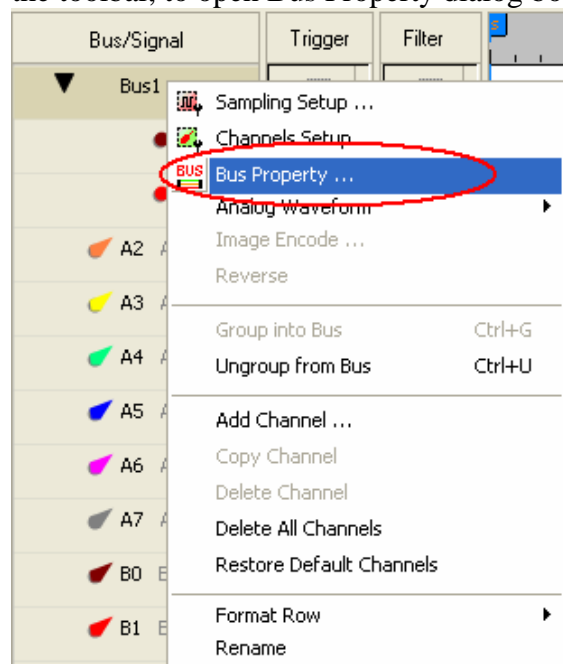 the toolbar, to open Bus Property dialog bo
Bus/Signal Trigger Filter
Bus1
Sampling Setup ...
Channels Setup
BUS Bus Property ...
Analog Waveform
A2 A Image Encode ...
Reverse
A3 A
Group into Bus Ctrl+G
A4 A Ungroup from Bus Ctrl+U
A5 A Add Channel ...
A6 A Copy Channel
Delete Channel
A7 A Delete All Channels
B0 Restore Default Channels
B1 Format Row
Rename